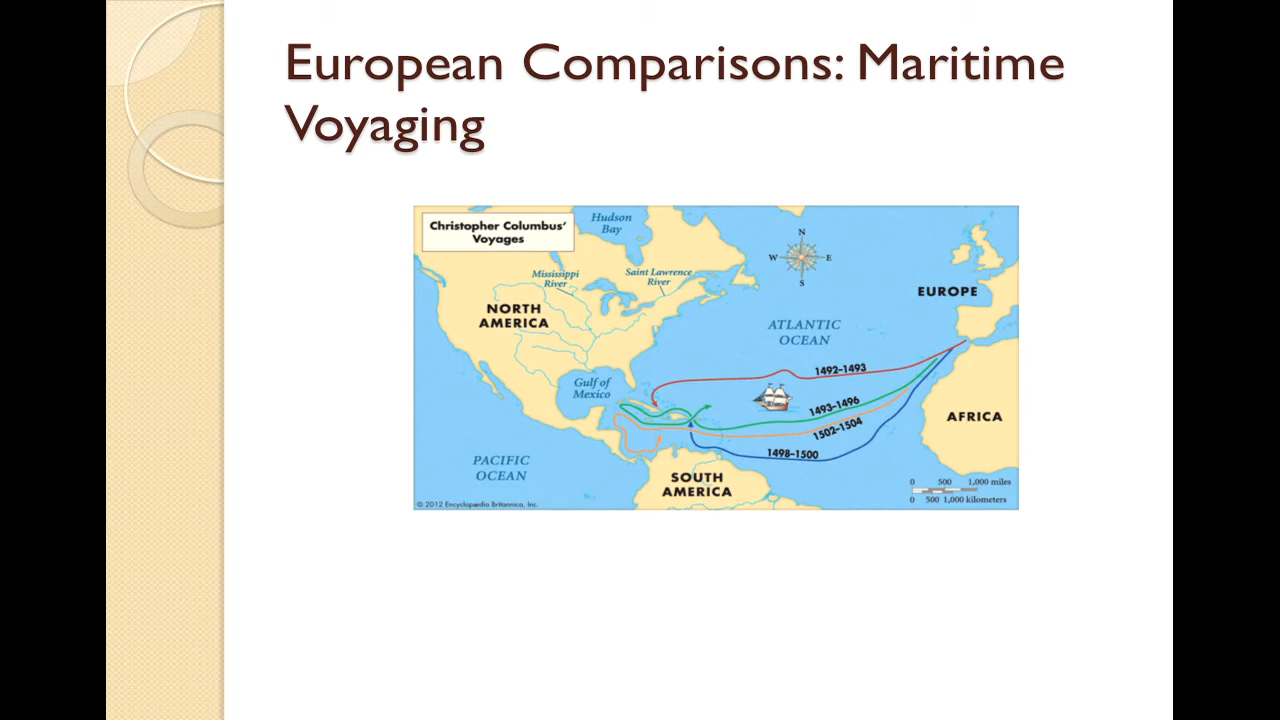 European Comparisons: Maritime
Voyaging
Christopher Columbus'
Voyages
Hudson
Bay
N
W
E
S
Mississippi
River
Saint Lawrence
River
EUROPE
NORTH
AMERICA
ATLANTIC
OCEAN
1492–1493
Gulf of
Mexico
1493–1496
1502–1504
AFRICA
1498–1500
PACIFIC
OCEAN
SOUTH
AMERICA
0 500 1,000 miles
0 500 1,000 kilometers
© 2012 Encyclopædia Britannica, Inc.